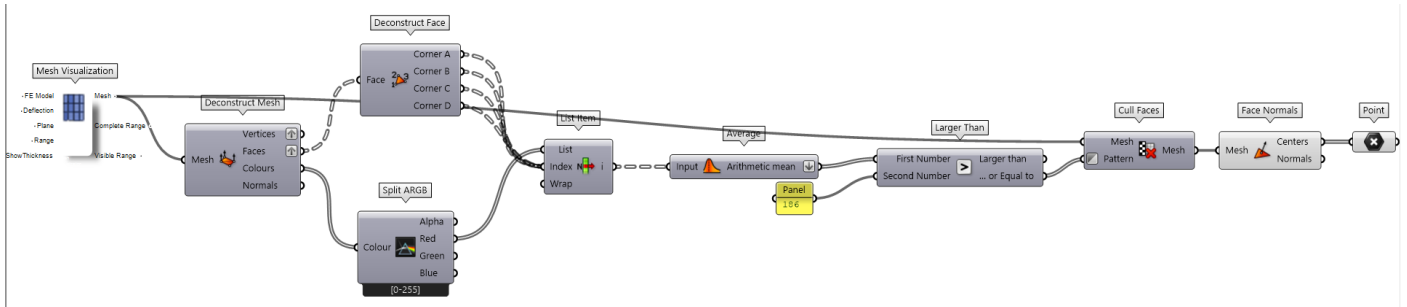 Mesh Visualization
-FE Model
-Deflection
-Plane
-Range
ShowThickness
Mesh -
Complete Range -
Visible Range -
Deconstruct Mesh
Mesh
Vertices
Faces
Colours
Normals
Deconstruct Face
Face
2 3
1
Corner A
Corner B
Corner C
Corner D
Split ARGB
Colour
Alpha
Red
Green
Blue
[0-255]
List Item
List
Index
Wrap
N
i
Average
Input
Arithmetic mean
Panel
186
Larger Than
First Number
Second Number
>
Larger than
... or Equal to
Cull Faces
Mesh
Pattern
Mesh
Face Normals
Mesh
Centers
Normals
Point